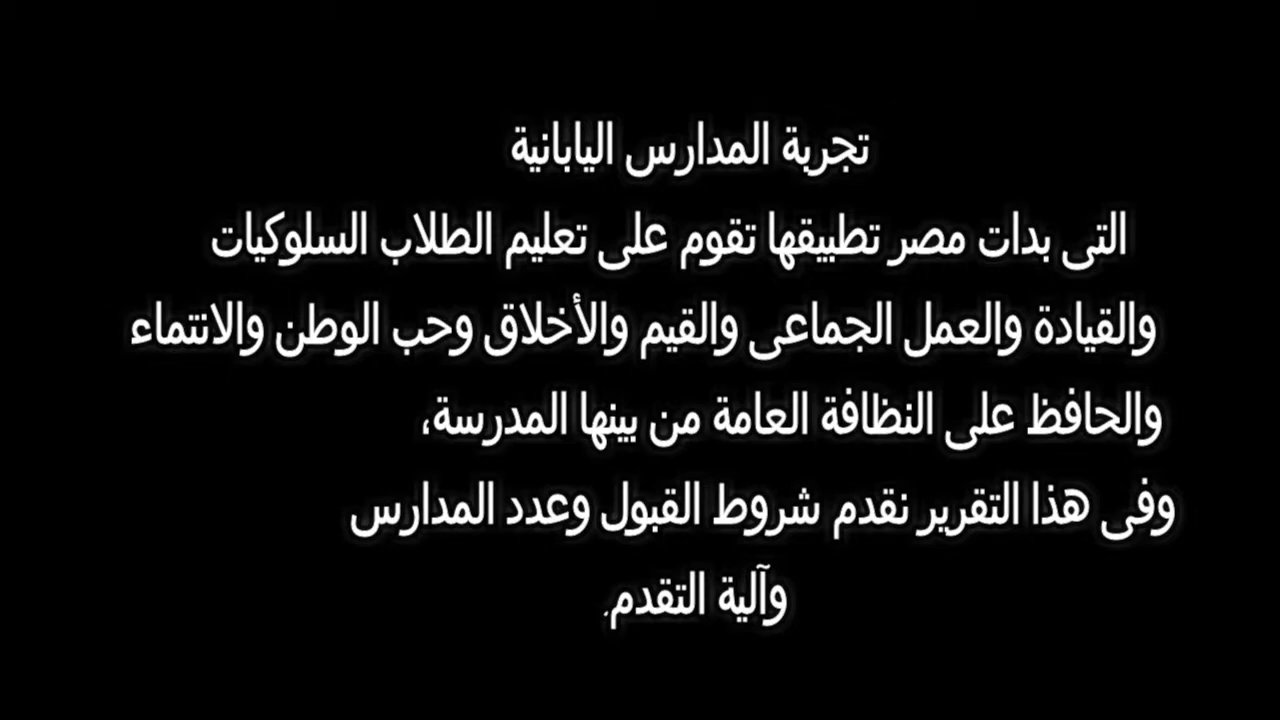 تجربة المدارس اليابانية
التى بدات مصر تطبيقها تقوم على تعليم الطلاب السلوكيات
والقيادة والعمل الجماعى والقيم والأخلاق وحب الوطن والانتماء
والحافظ على النظافة العامة من بينها المدرسة،
وفى هذا التقرير نقدم شروط القبول وعدد المدارس
وآلية التقدم.